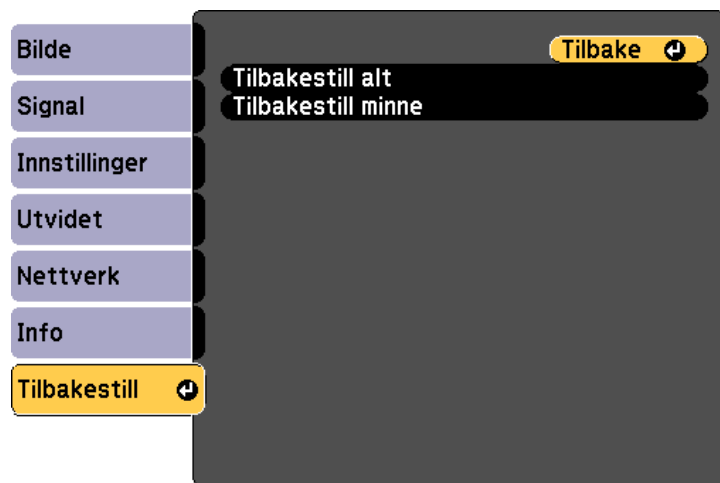 Bilde
Signal
Innstillinger
Utvidet
Nettverk
Info
Tilbakestill
Tilbake
Tilbakestill alt
Tilbakestill minne